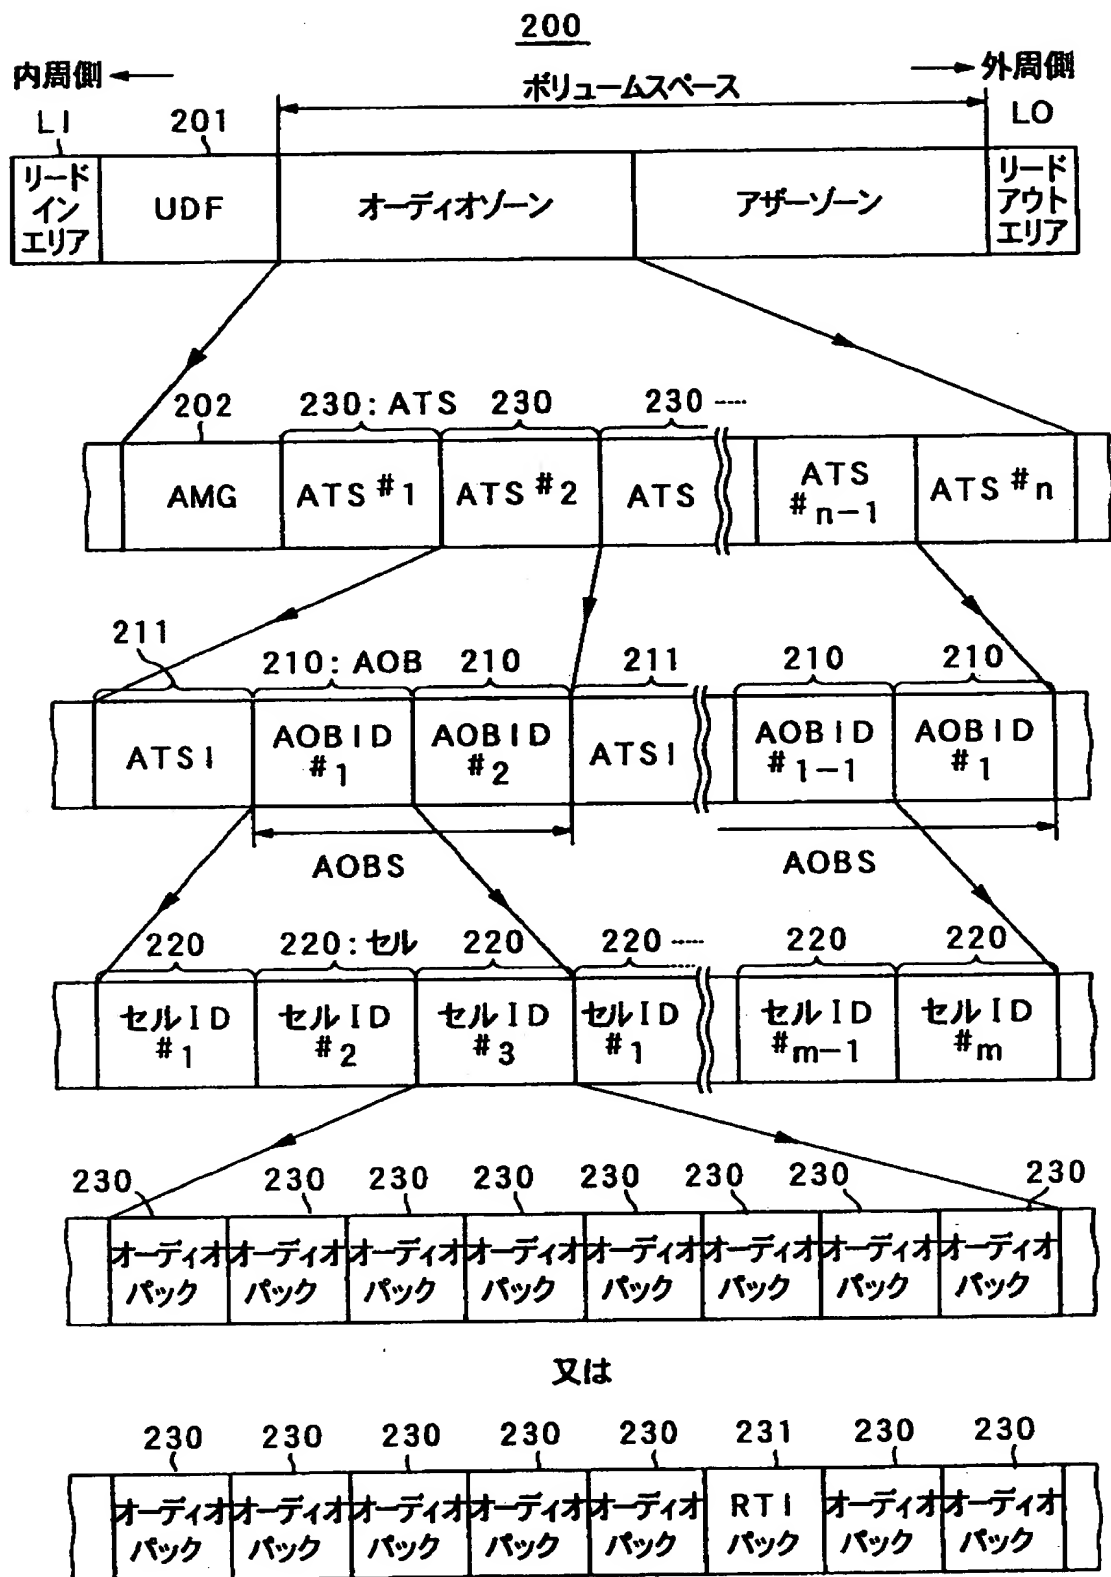 200
内周側 ← ボリュームスペース → 外周側
LI 201 LO
リードインエリア UDF オーディオゾーン アザーゾーン リードアウトエリア
202 230:ATS 230 230 ‥‥
AMG ATS #1 ATS #2 ATS ATS #n-1 ATS #n
211 210:AOB 210 211 210 210
ATSI AOBID #1 AOBID #2 ATSI AOBID #1-1 AOBID #1
AOBS AOBS
220 220:セル 220 220 ‥‥ 220 220
セルID #1 セルID #2 セルID #3 セルID #1 セルID #m-1 セルID #m
230 230 230 230 230 230 230 230
オーディオパック オーディオパック オーディオパック オーディオパック オーディオパック オーディオパック オーディオパック オーディオパック
又は
230 230 230 230 230 231 230 230
オーディオパック オーディオパック オーディオパック オーディオパック オーディオパック RTIパック オーディオパック オーディオパック